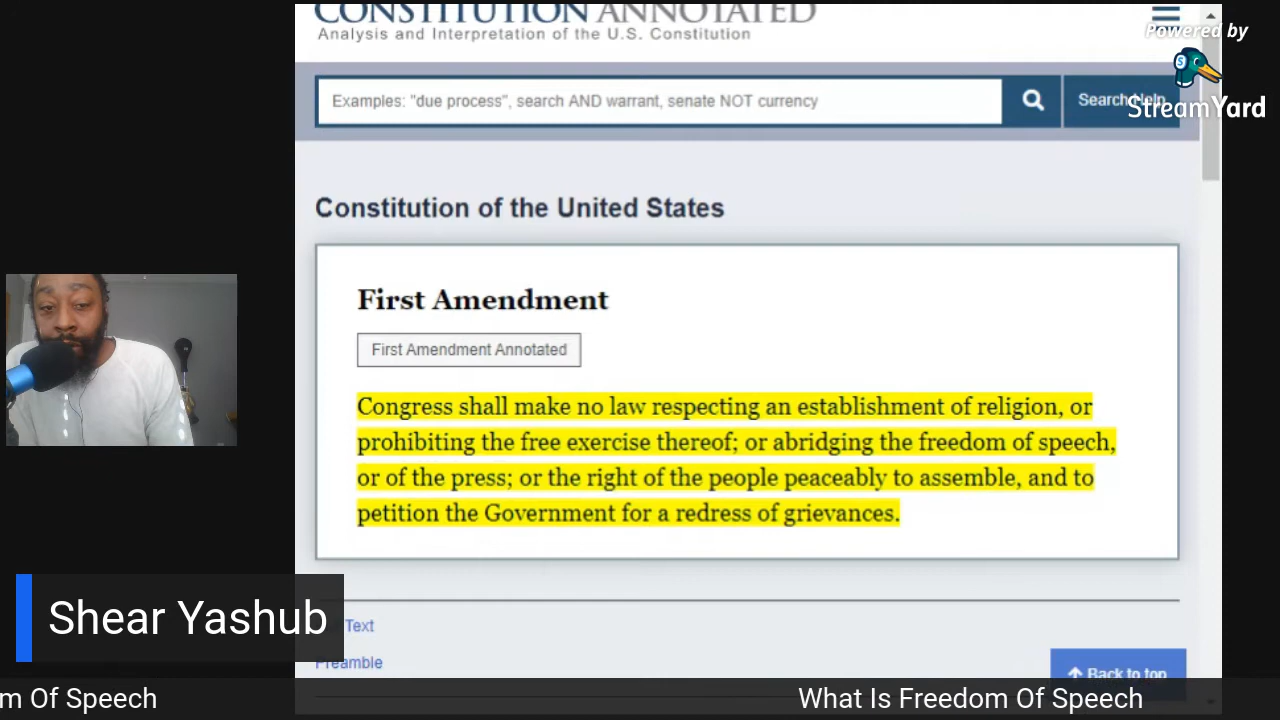 CONSTITUTION ANNOTATED
Analysis and Interpretation of the U.S. Constitution
Powered by
StreamYard
Examples: "due process", search AND warrant, senate NOT currency
Search Help
Constitution of the United States
First Amendment
First Amendment Annotated
Congress shall make no law respecting an establishment of religion, or
prohibiting the free exercise thereof; or abridging the freedom of speech,
or of the press; or the right of the people peaceably to assemble, and to
petition the Government for a redress of grievances.
Shear Yashub
Text
Preamble
Back to top
m Of Speech
What Is Freedom Of Speech